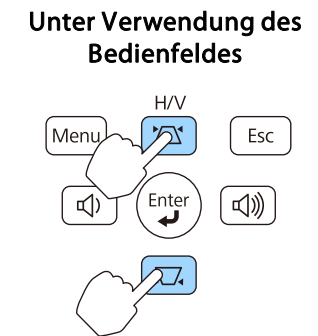 Unter Verwendung des
Bedienfeldes
H/V
Menu
Esc
Enter